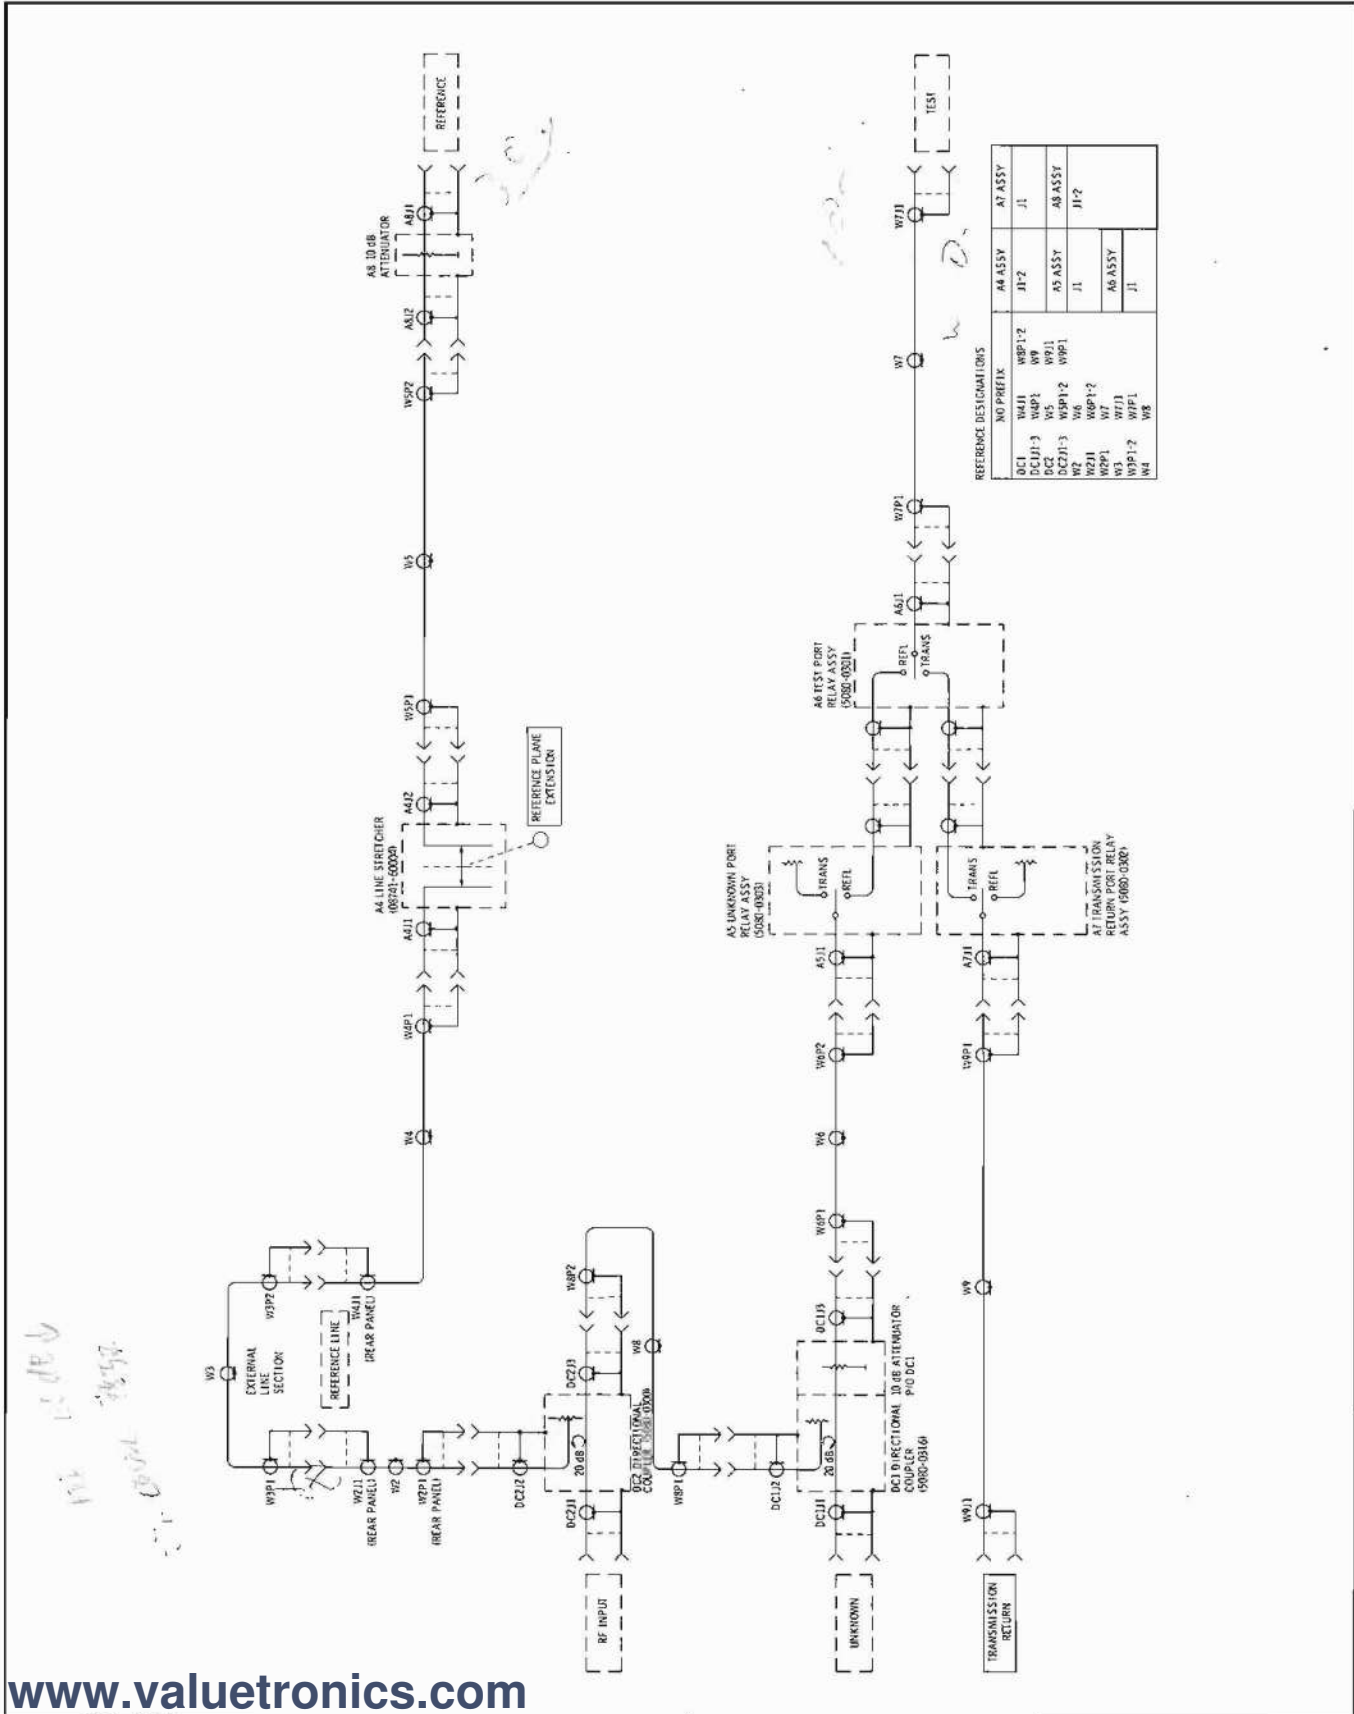 REFERENCE
A8 10 dB
ATTENUATOR
A8J1
A8J2
W5P2
W5
W5P1
A4J2
A4 LINE STRETCHER
(08741-60004)
REFERENCE PLANE
EXTENSION
A4J1
W4P1
W4
W3P2
W4J1
(REAR PANEL)
W3
EXTERNAL
LINE
SECTION
REFERENCE LINE
W3P1
W2J1
(REAR PANEL)
W2
W2P1
(REAR PANEL)
DC2J2
DC2J1
20 dB
DC2 DIRECTIONAL
COUPLER
DC2J3
W8P2
W8
W8P1
DC1J2
RF INPUT
TEST
W7J1
W7
W7P1
A6J1
A6 TEST PORT
RELAY ASSY
(5080-0301)
REFL
TRANS
A5 UNKNOWN PORT
RELAY ASSY
(5080-0303)
TRANS
REFL
A5J1
W6P2
W6
W6P1
DC1J3
10 dB ATTENUATOR
P/O DC1
DC1 DIRECTIONAL
COUPLER
(5080-0316)
20 dB
DC1J1
UNKNOWN
TRANS
REFL
A7 TRANSMISSION
RETURN PORT RELAY
ASSY (5080-0302)
A7J1
W9P1
W9
W9J1
TRANSMISSION
RETURN
REFERENCE DESIGNATIONS
NO PREFIX
DC1 W4J1 W8P1-2
DC1J1-3 W4P1 W9
DC2 W5 W9J1
DC2J1-3 W5P1-2 W9P1
W2 W6
W2J1 W6P1-2
W2P1 W7
W3 W7J1
W3P1-2 W7P1
W4 W8
A4 ASSY
J1-2
A5 ASSY
J1
A6 ASSY
J1
A7 ASSY
J1
A8 ASSY
J1-2
www.valuetronics.com